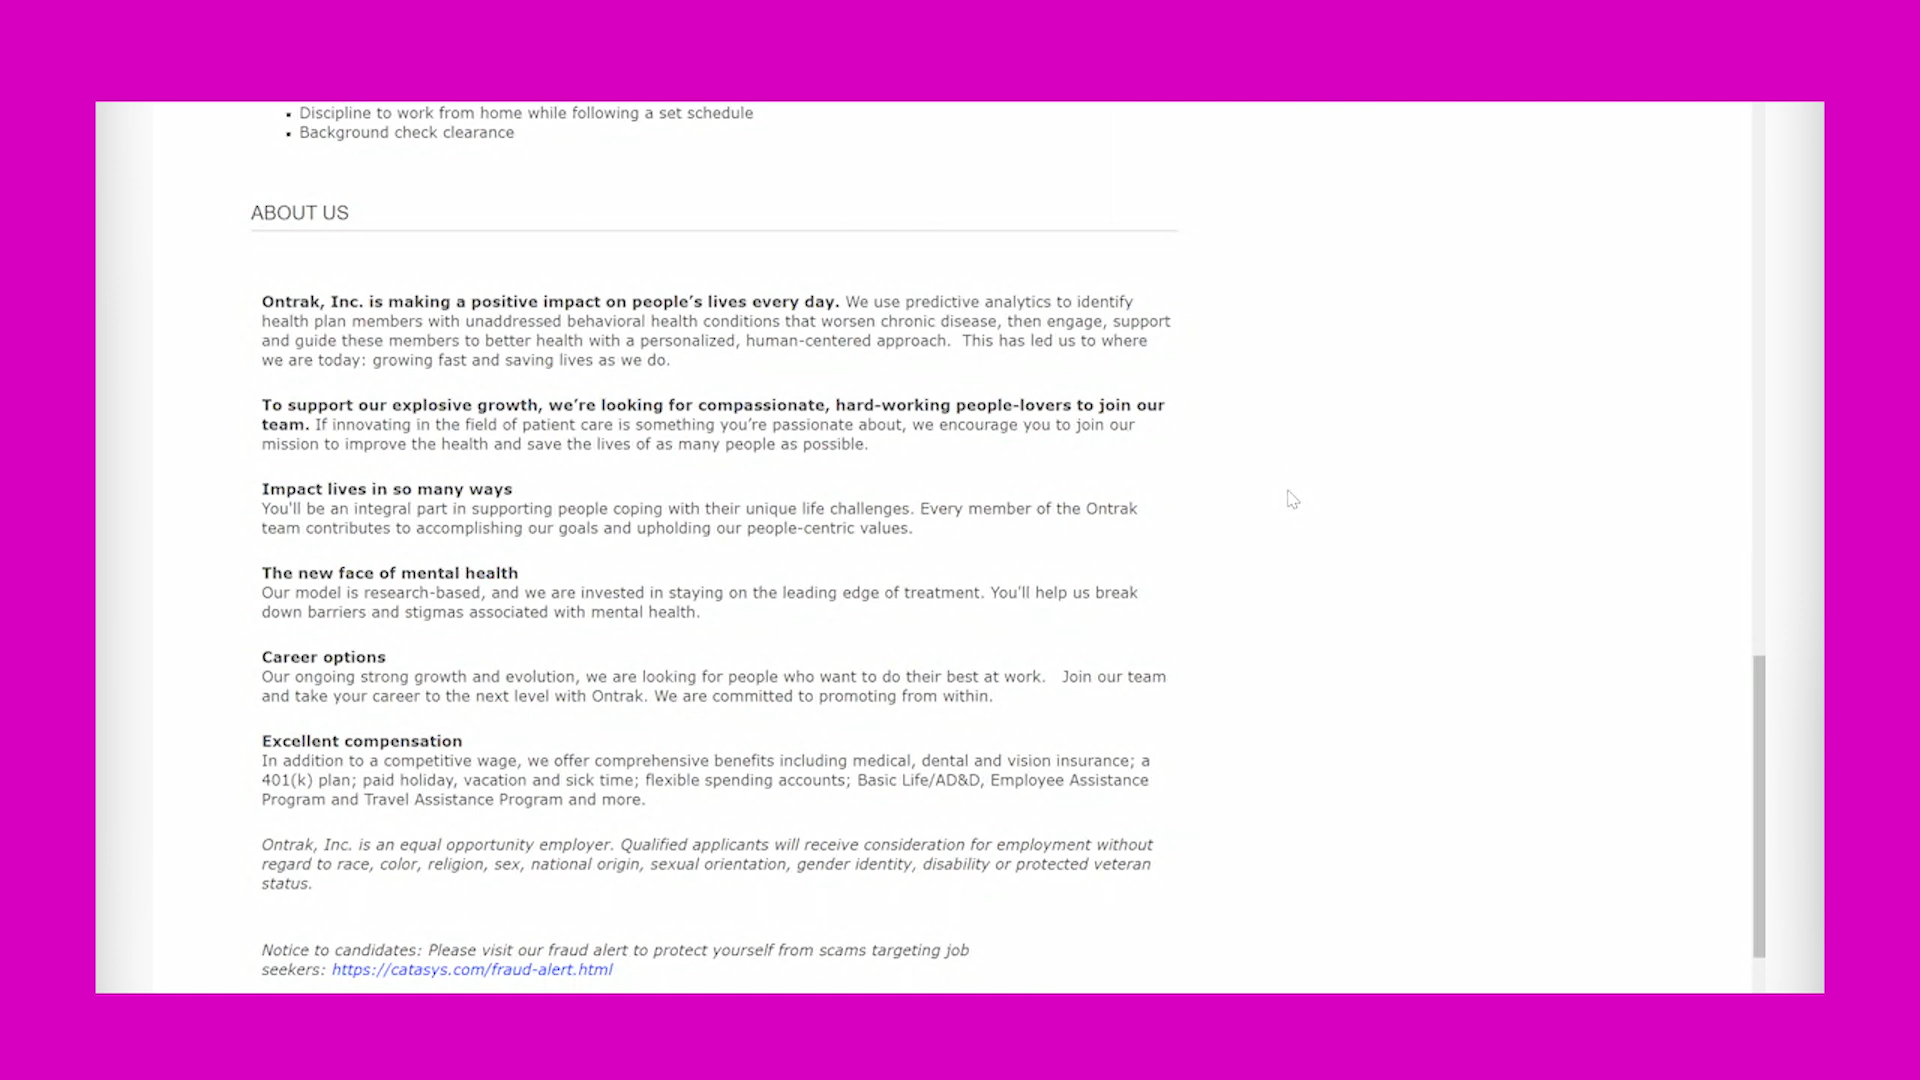 Discipline to work from home while following a set schedule
Background check clearance
ABOUT US
Ontrak, Inc. is making a positive impact on people's lives every day. We use predictive analytics to identify
health plan members with unaddressed behavioral health conditions that worsen chronic disease, then engage, support
and guide these members to better health with a personalized, human-centered approach.  This has led us to where
we are today: growing fast and saving lives as we do.
To support our explosive growth, we're looking for compassionate, hard-working people-lovers to join our
team. If innovating in the field of patient care is something you're passionate about, we encourage you to join our
mission to improve the health and save the lives of as many people as possible.
Impact lives in so many ways
You'll be an integral part in supporting people coping with their unique life challenges. Every member of the Ontrak
team contributes to accomplishing our goals and upholding our people-centric values.
The new face of mental health
Our model is research-based, and we are invested in staying on the leading edge of treatment. You'll help us break
down barriers and stigmas associated with mental health.
Career options
Our ongoing strong growth and evolution, we are looking for people who want to do their best at work.   Join our team
and take your career to the next level with Ontrak. We are committed to promoting from within.
Excellent compensation
In addition to a competitive wage, we offer comprehensive benefits including medical, dental and vision insurance; a
401(k) plan; paid holiday, vacation and sick time; flexible spending accounts; Basic Life/AD&D, Employee Assistance
Program and Travel Assistance Program and more.
Ontrak, Inc. is an equal opportunity employer. Qualified applicants will receive consideration for employment without
regard to race, color, religion, sex, national origin, sexual orientation, gender identity, disability or protected veteran
status.
Notice to candidates: Please visit our fraud alert to protect yourself from scams targeting job
seekers: https://catasys.com/fraud-alert.html